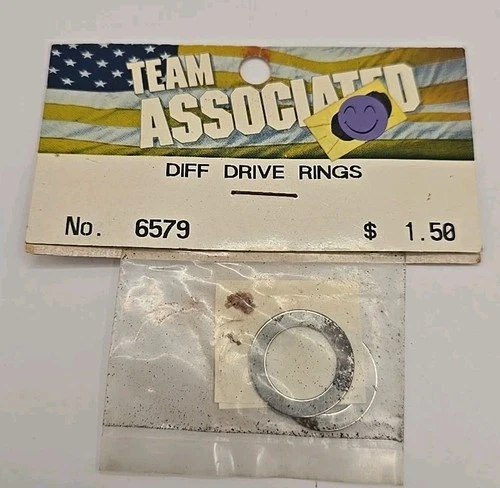 TEAM
ASSOCIATED
DIFF DRIVE RINGS
No. 6579 $ 1.50